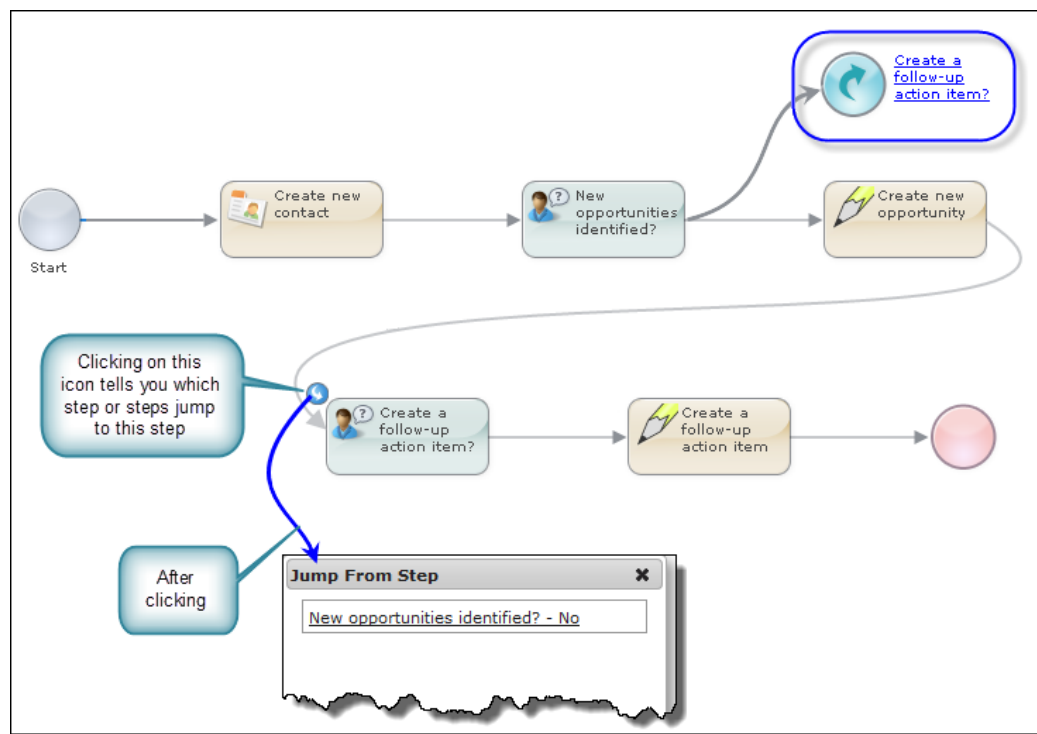 Create a
follow-up
action item?
Create new
contact
New
opportunities
identified?
Create new
opportunity
Start
Clicking on this
icon tells you which
step or steps jump
to this step
Create a
follow-up
action item?
Create a
follow-up
action item
After
clicking
Jump From Step
New opportunities identified? - No